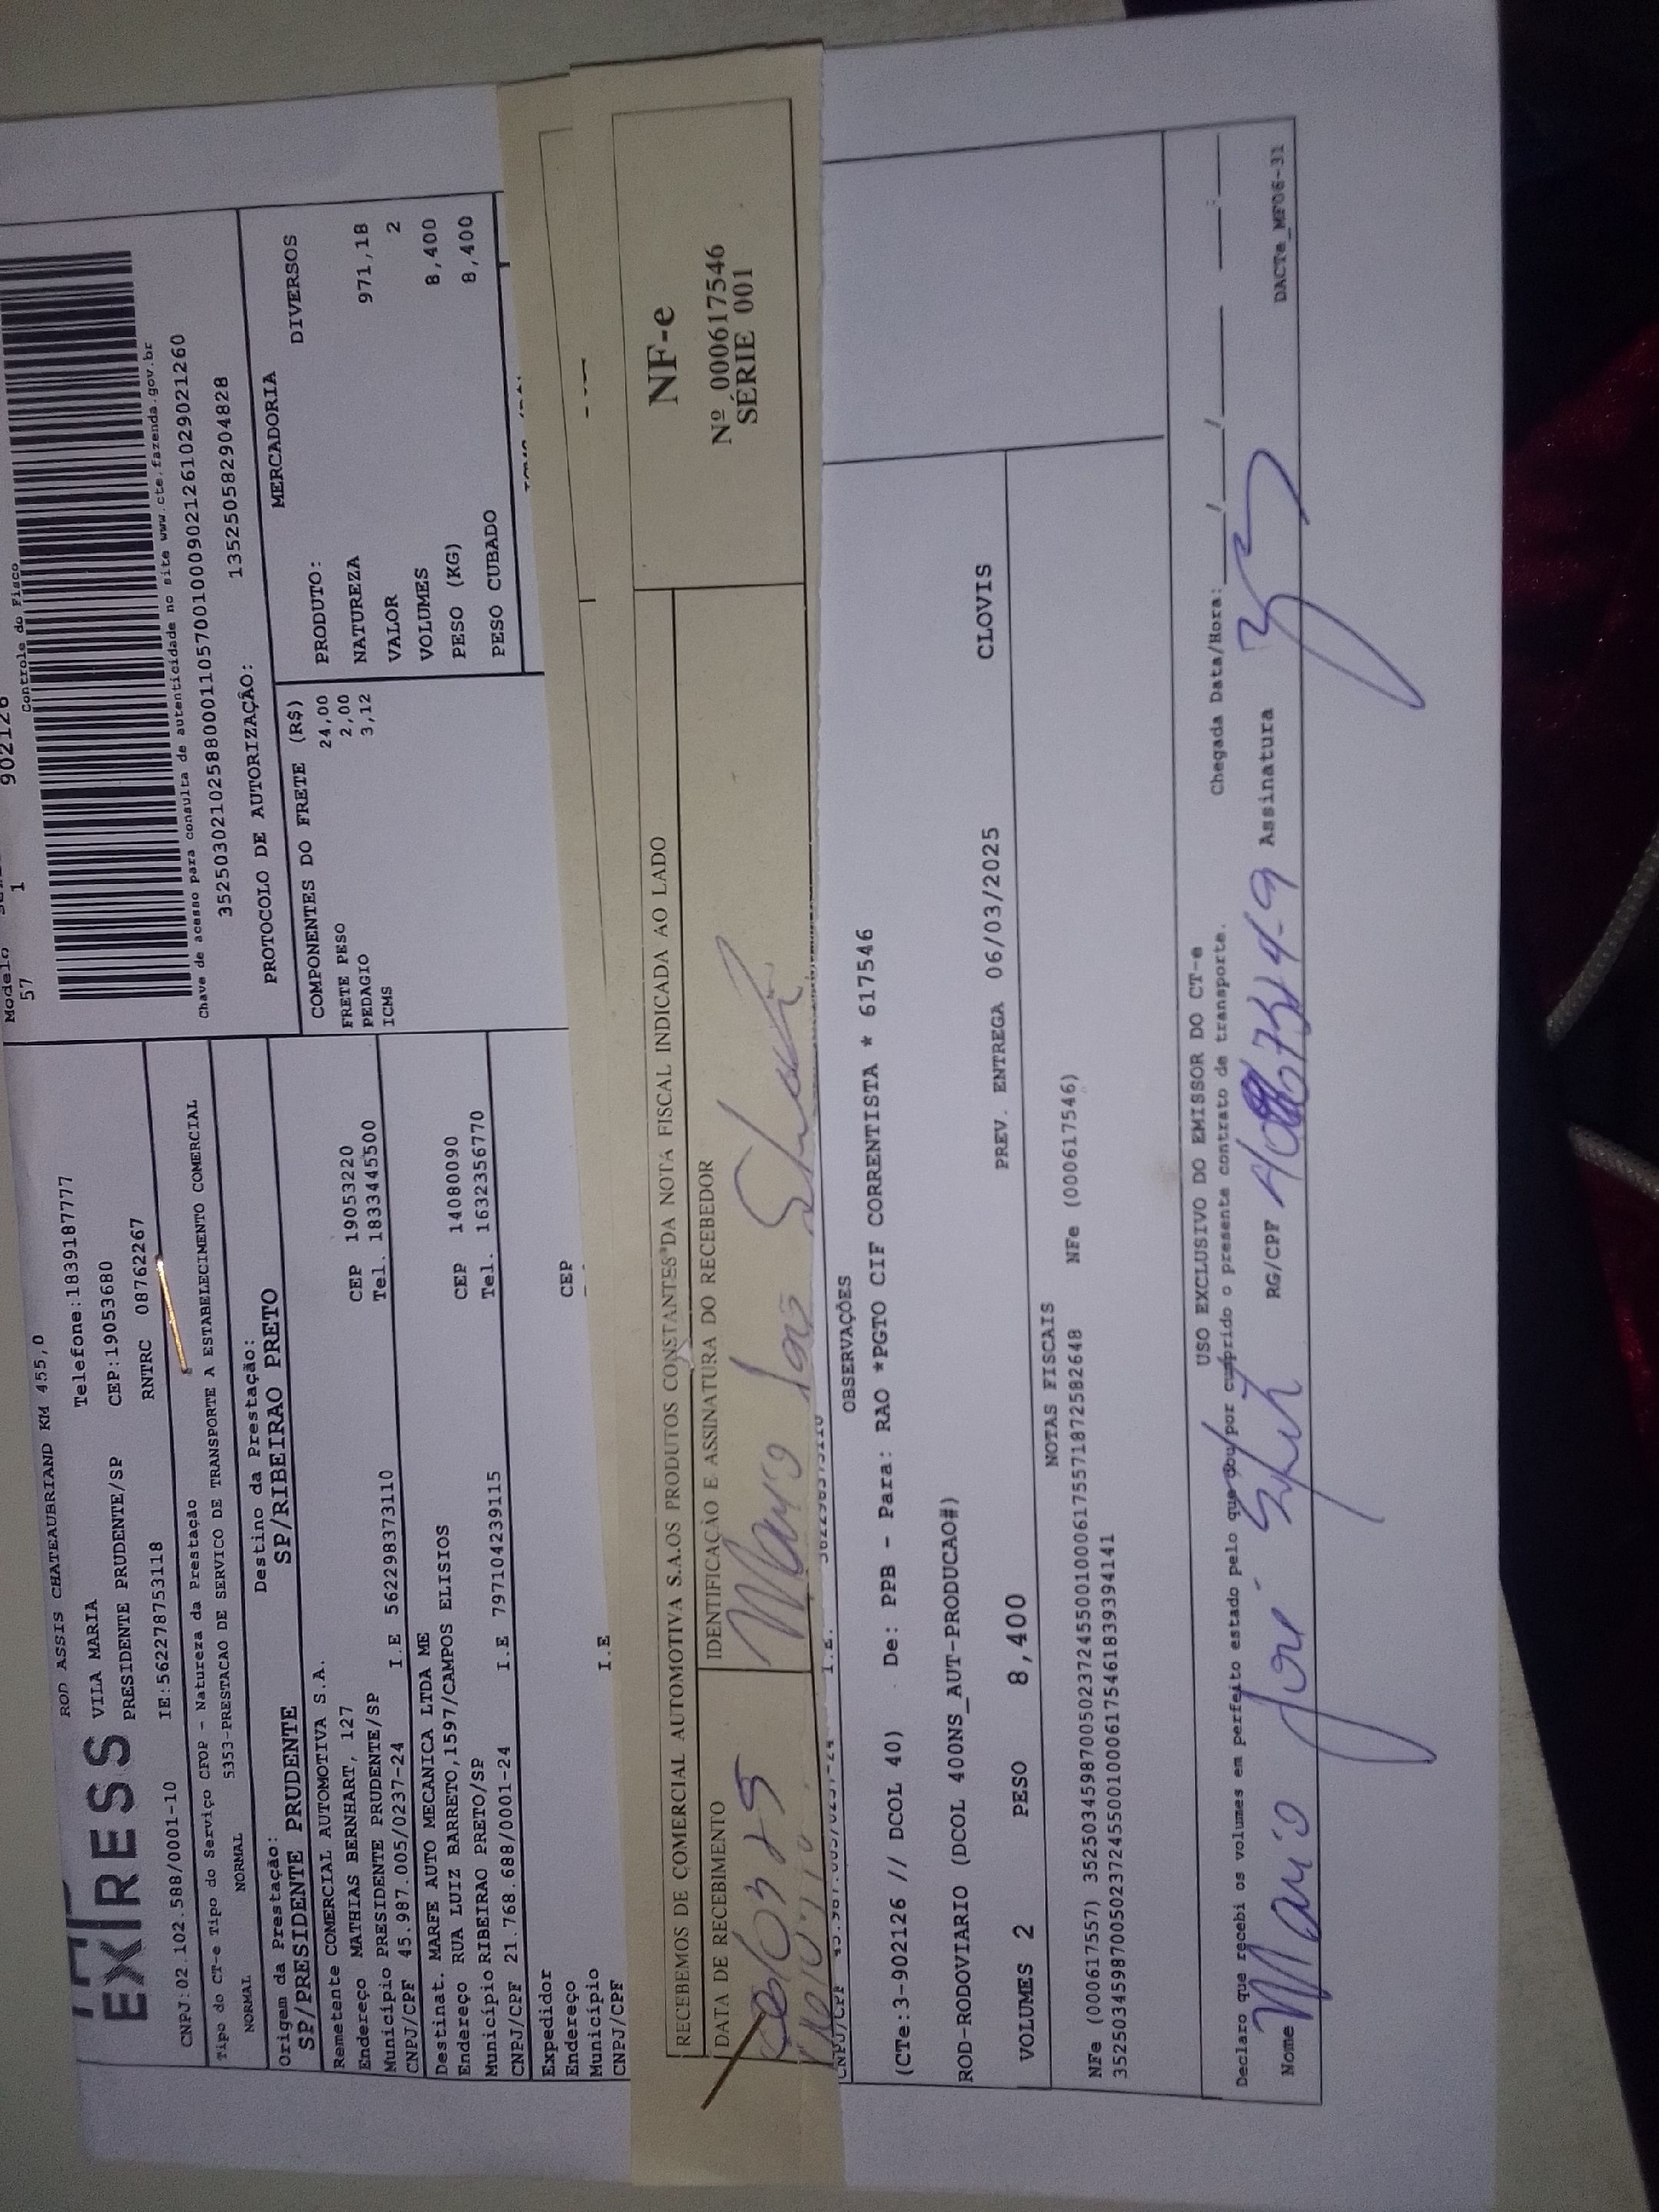 Modelo
57 1 902126
Controle do Fisco
EXPRESS
ROD ASSIS CHATEAUBRIAND KM 455,0
VILA MARIA Telefone:1839187777
PRESIDENTE PRUDENTE/SP CEP:19053680
CNPJ:02.102.588/0001-10 IE:562278753118 RNTRC 08762267
Chave de acesso para consulta de autenticidade no site www.cte.fazenda.gov.br
35250302102588000110570010009021261029021260
PROTOCOLO DE AUTORIZAÇÃO: 135250582904828
Tipo do CT-e Tipo do Serviço CFOP - Natureza da Prestação
NORMAL NORMAL 5353-PRESTACAO DE SERVICO DE TRANSPORTE A ESTABELECIMENTO COMERCIAL
Origem da Prestação: Destino da Prestação:
SP/PRESIDENTE PRUDENTE SP/RIBEIRAO PRETO
Remetente COMERCIAL AUTOMOTIVA S.A.
Endereço MATHIAS BERNHART, 127 CEP 19053220
Município PRESIDENTE PRUDENTE/SP Tel. 1833445500
CNPJ/CPF 45.987.005/0237-24 I.E 562298373110
Destinat. MARFE AUTO MECANICA LTDA ME
Endereço RUA LUIZ BARRETO,1597/CAMPOS ELISIOS CEP 14080090
Município RIBEIRAO PRETO/SP Tel. 1632356770
CNPJ/CPF 21.768.688/0001-24 I.E 797104239115
Expedidor
Endereço CEP
Município
CNPJ/CPF I.E
COMPONENTES DO FRETE (R$)
FRETE PESO 24,00
PEDAGIO 2,00
ICMS 3,12
MERCADORIA
PRODUTO: DIVERSOS
NATUREZA
VALOR 971,18
VOLUMES 2
PESO (KG) 8,400
PESO CUBADO 8,400
RECEBEMOS DE COMERCIAL AUTOMOTIVA S.A.OS PRODUTOS CONSTANTES DA NOTA FISCAL INDICADA AO LADO
DATA DE RECEBIMENTO IDENTIFICAÇÃO E ASSINATURA DO RECEBEDOR
NF-e
Nº 000617546
SÉRIE 001
CNPJ/CPF 45.987.005/0237-24 I.E. 562298373110
OBSERVAÇÕES
(CTe:3-902126 // DCOL 40) De: PPB - Para: RAO *PGTO CIF CORRENTISTA * 617546
ROD-RODOVIARIO (DCOL 400NS_AUT-PRODUCAO#)
VOLUMES 2 PESO 8,400 PREV. ENTREGA 06/03/2025 CLOVIS
NOTAS FISCAIS
NFe (000617557) 35250345987005023724550010006175571872582648 NFe (000617546)
35250345987005023724550010006175461839394141
USO EXCLUSIVO DO EMISSOR DO CT-e
Declaro que recebi os volumes em perfeito estado pelo que dou por cumprido o presente contrato de transporte. Chegada Data/Hora:___/___/___ ___:___
Nome RG/CPF Assinatura
DACTe_MF06-31